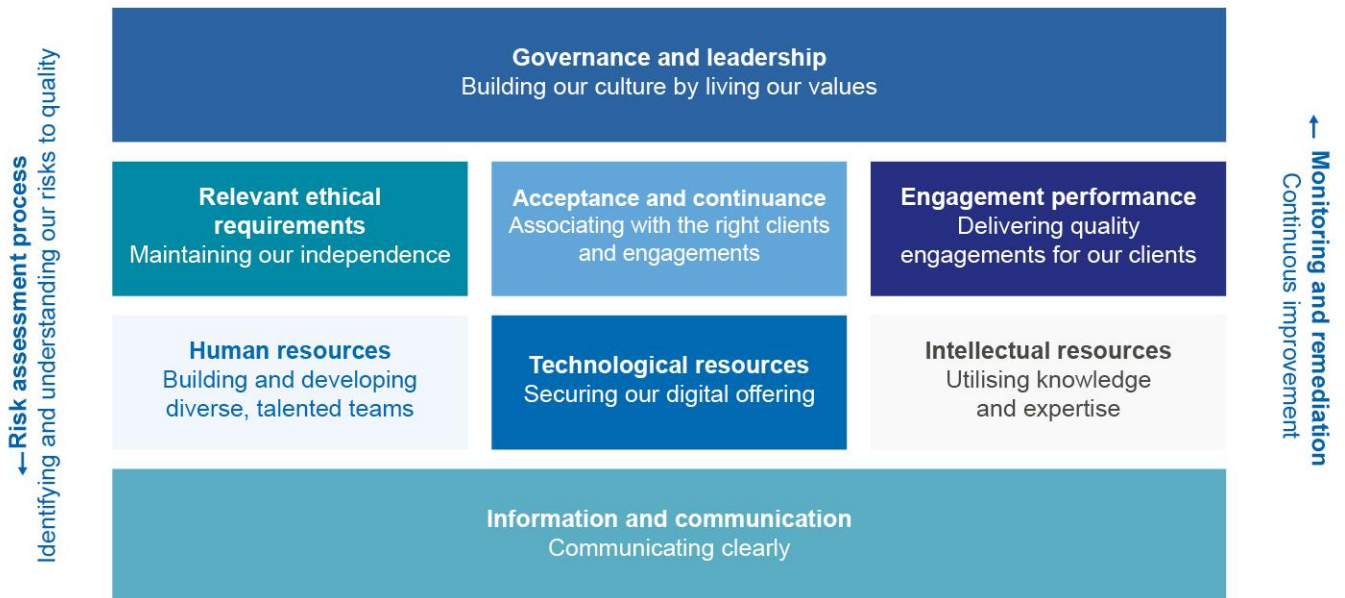 ←Risk assessment process
Identifying and understanding our risks to quality
Governance and leadership
Building our culture by living our values
Relevant ethical
requirements
Maintaining our independence
Acceptance and continuance
Associating with the right clients
and engagements
Engagement performance
Delivering quality
engagements for our clients
Human resources
Building and developing
diverse, talented teams
Technological resources
Securing our digital offering
Intellectual resources
Utilising knowledge
and expertise
Information and communication
Communicating clearly
← Monitoring and remediation
Continuous improvement